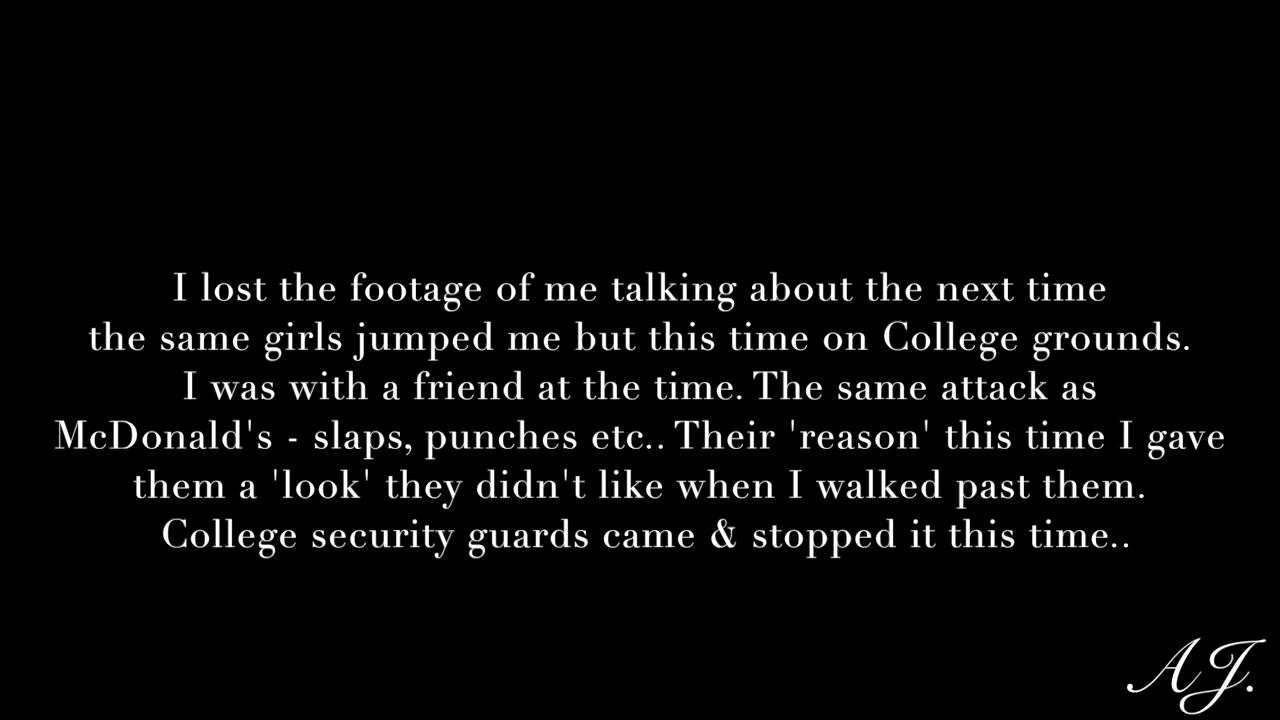 I lost the footage of me talking about the next time
the same girls jumped me but this time on College grounds.
I was with a friend at the time. The same attack as
McDonald's - slaps, punches etc.. Their 'reason' this time I gave
them a 'look' they didn't like when I walked past them.
College security guards came & stopped it this time..
AJ.